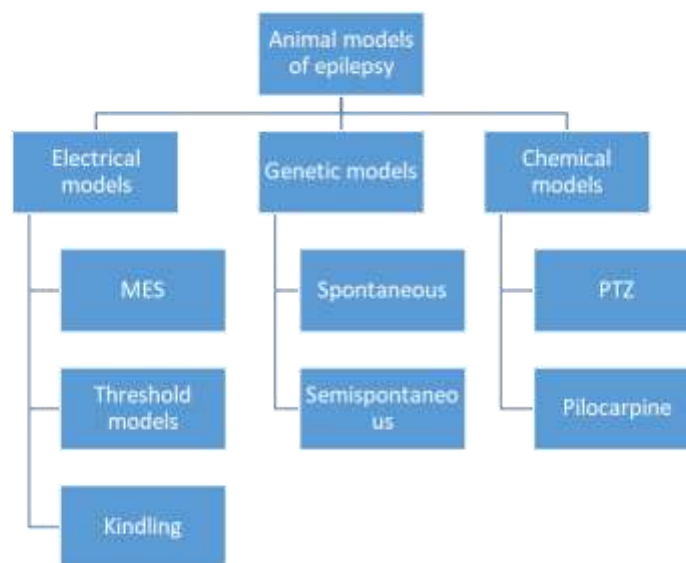 Animal models
of epilepsy
Electrical
models
Genetic models
Chemical
models
MES
Spontaneous
PTZ
Threshold
models
Semispontaneo
us
Pilocarpine
Kindling